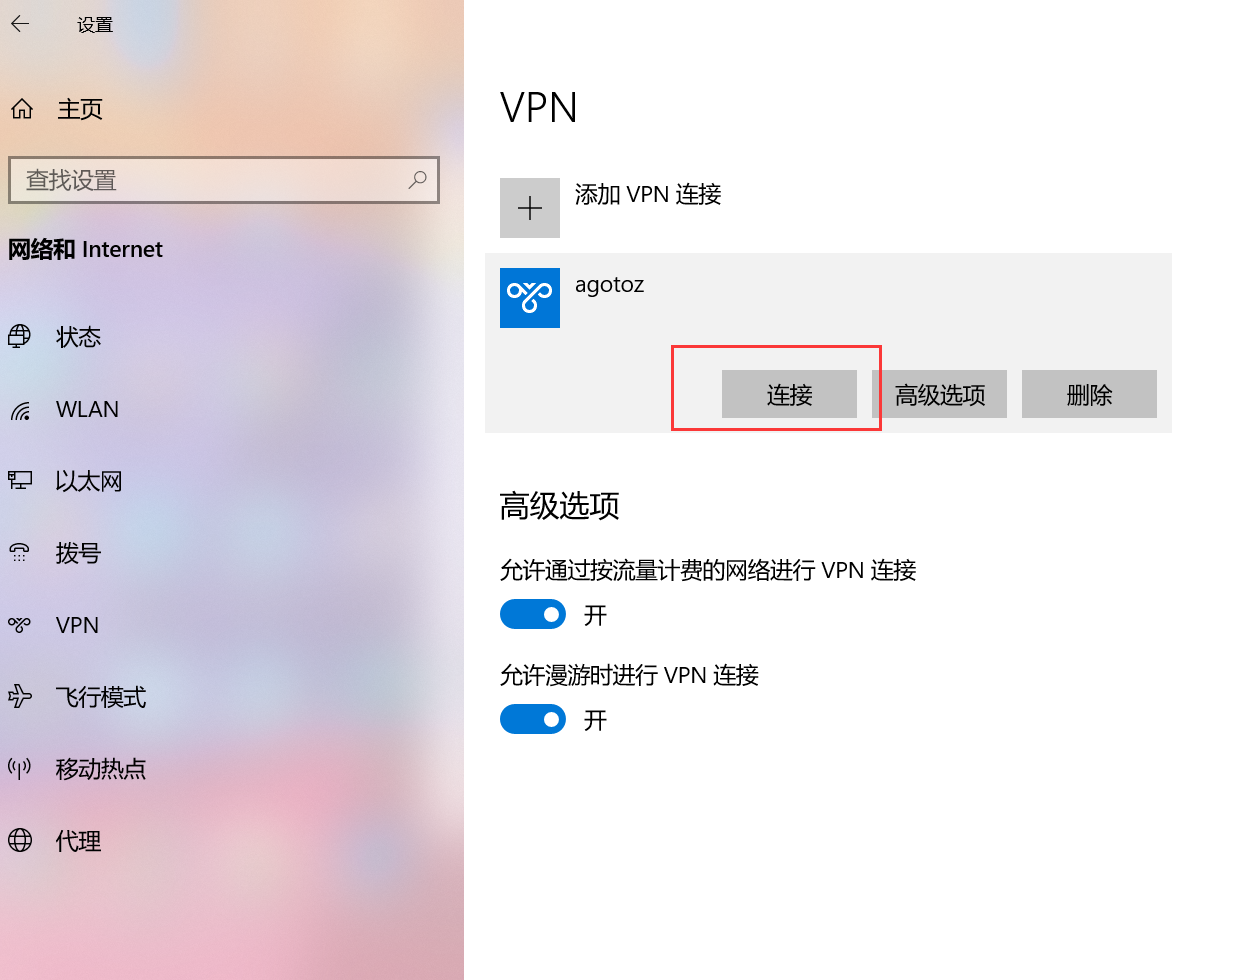 设置
主页
查找设置
网络和 Internet
状态
WLAN
以太网
拨号
VPN
飞行模式
移动热点
代理
VPN
添加 VPN 连接
agotoz
连接
高级选项
删除
高级选项
允许通过按流量计费的网络进行 VPN 连接
开
允许漫游时进行 VPN 连接
开